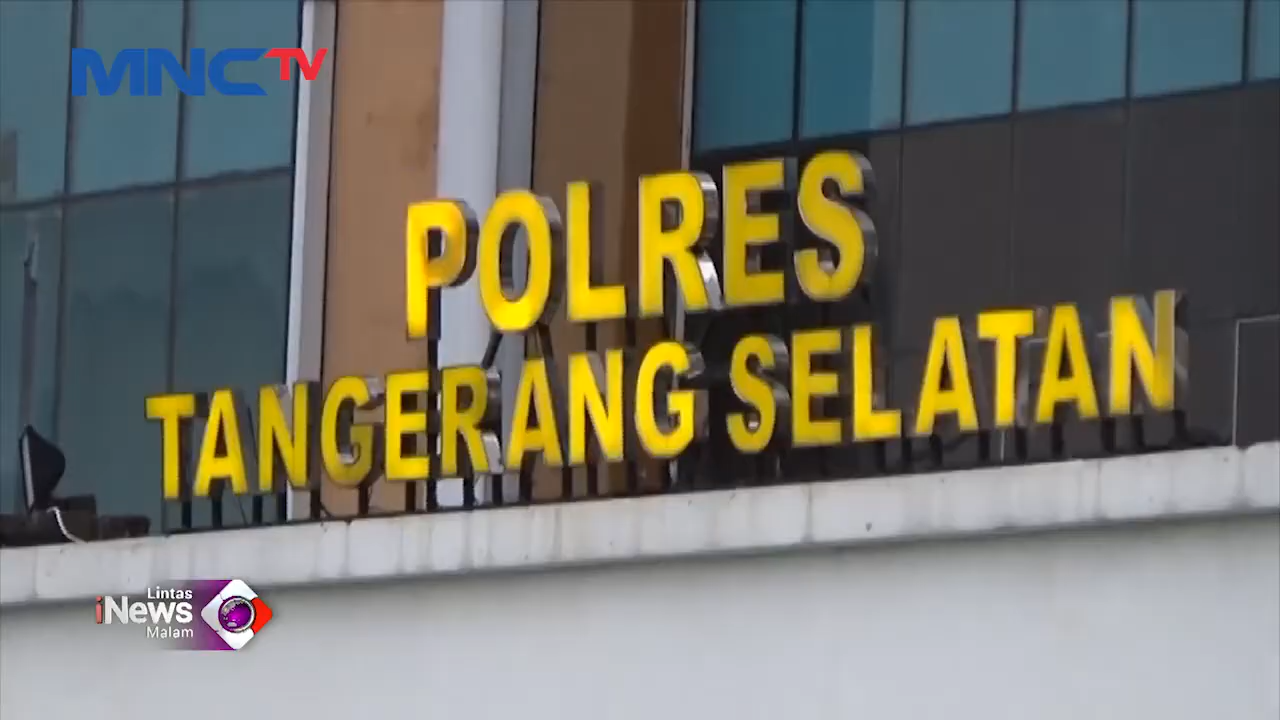 MNCTV
POLRES
TANGERANG SELATAN
Lintas
iNews
Malam